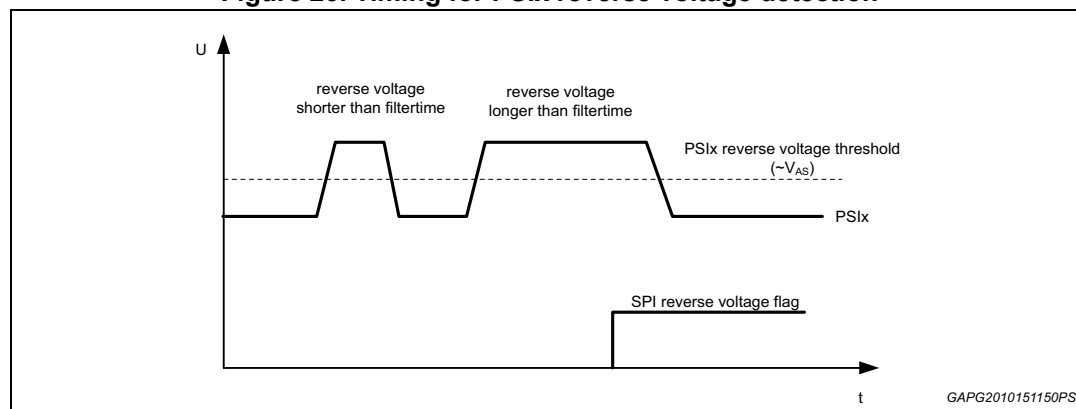 Figure 20. Timing for PSIx reverse voltage detection
U
reverse voltage
shorter than filtertime
reverse voltage
longer than filtertime
PSIx reverse voltage threshold
(~VAS)
PSIx
SPI reverse voltage flag
t
GAPG2010151150PS